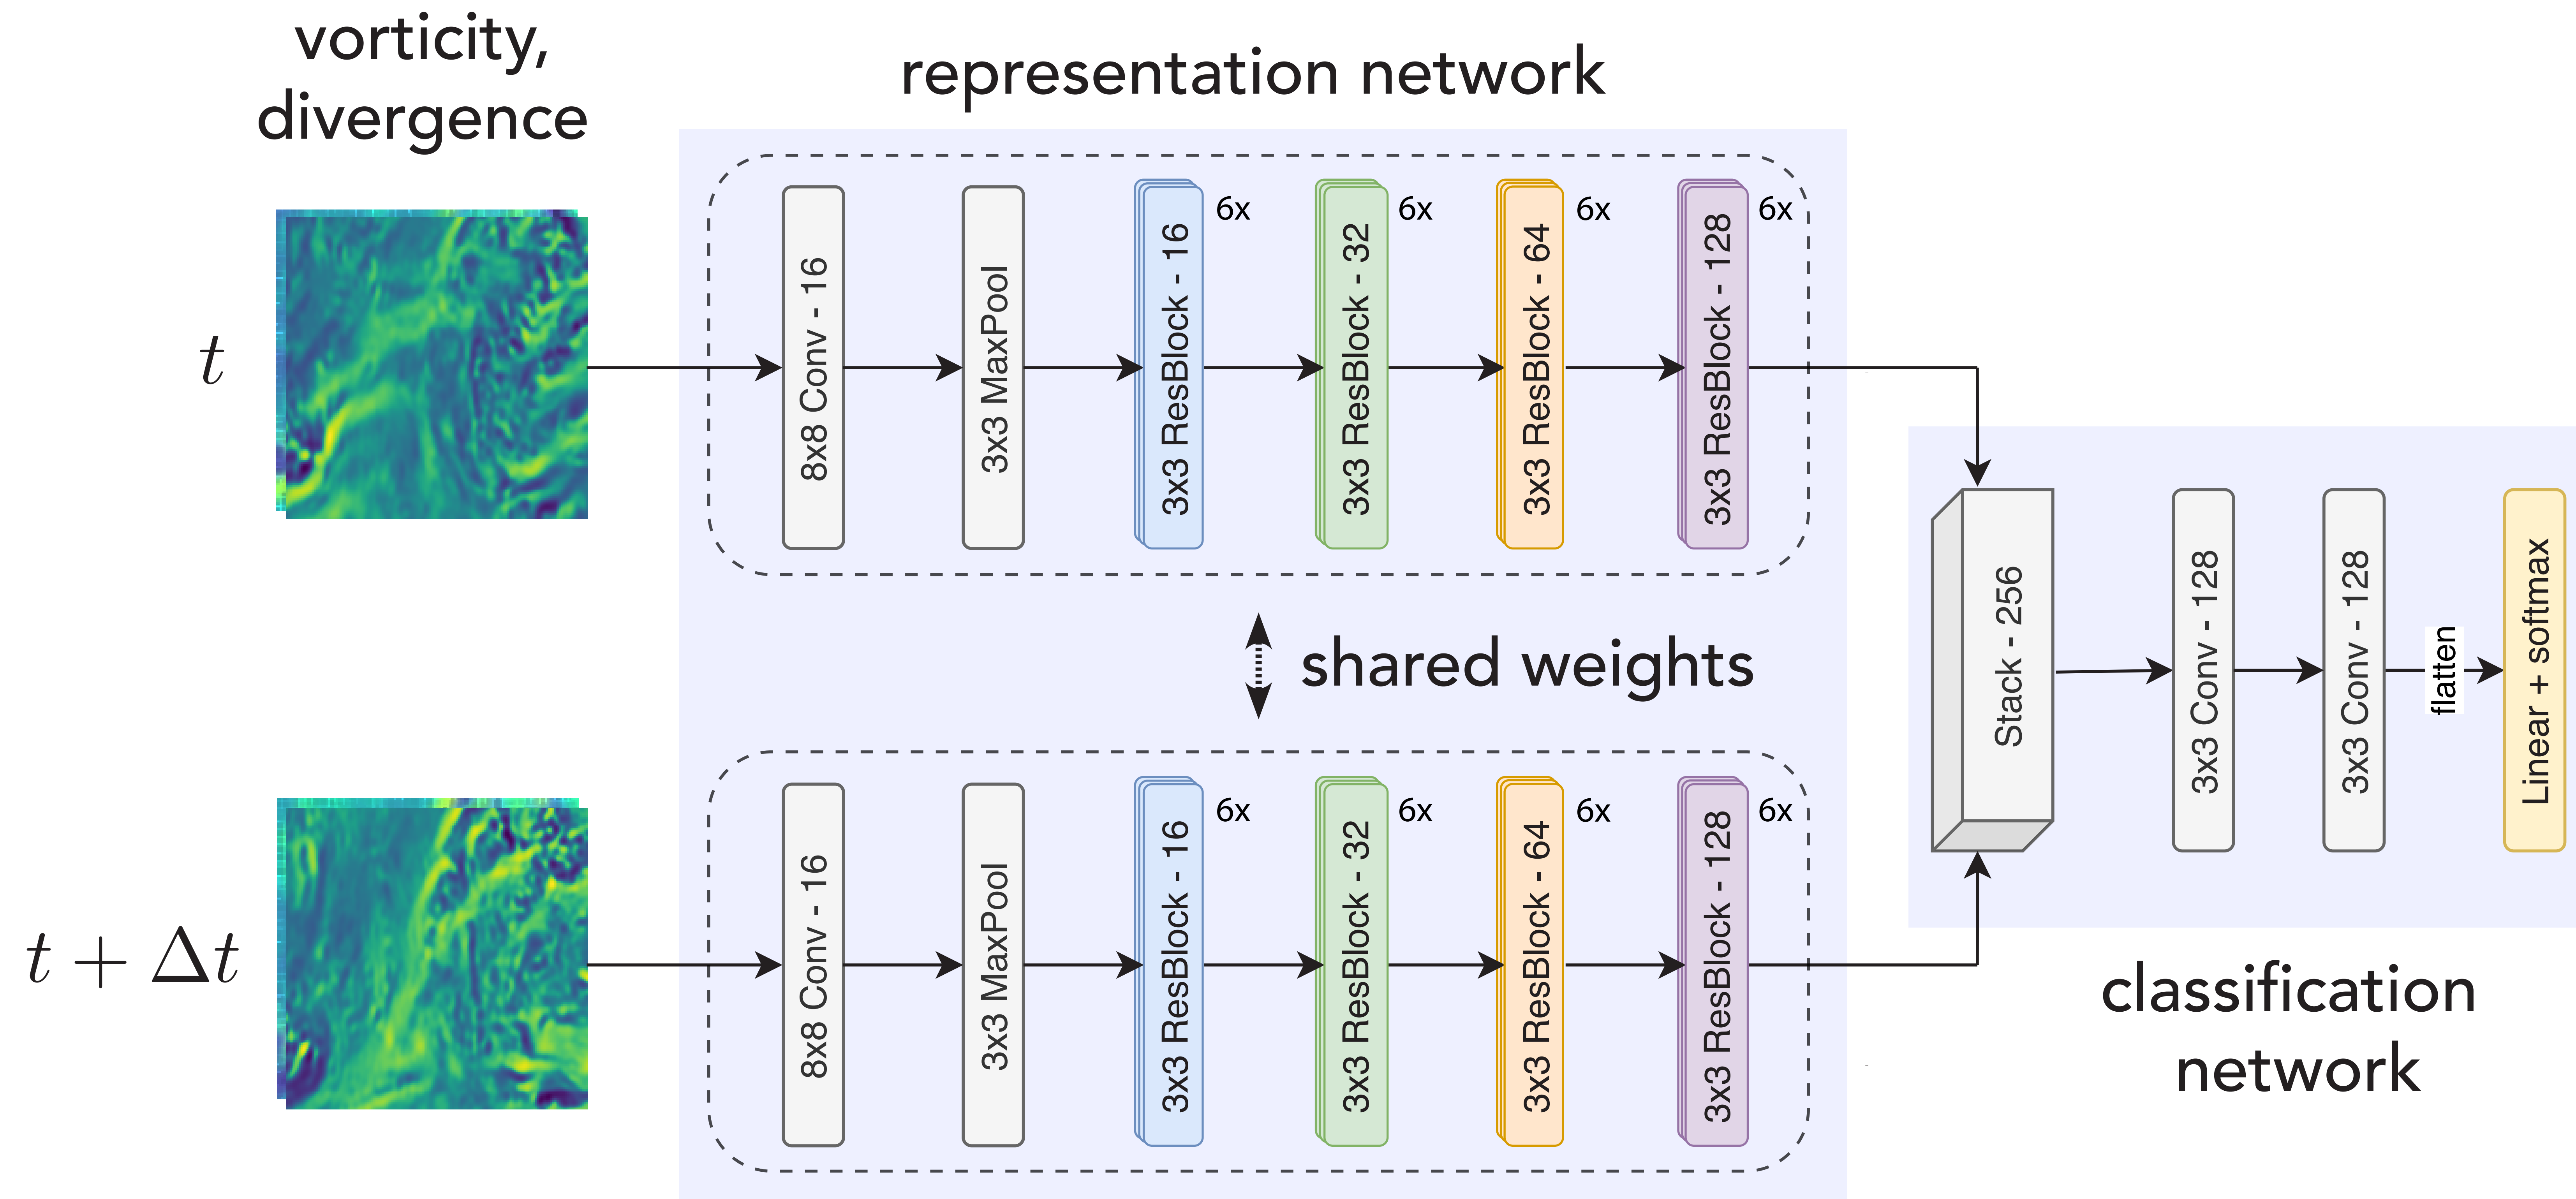 vorticity,
divergence
representation network
t
8x8 Conv - 16
3x3 MaxPool
3x3 ResBlock - 16
6x
3x3 ResBlock - 32
6x
3x3 ResBlock - 64
6x
3x3 ResBlock - 128
6x
shared weights
t + Δt
8x8 Conv - 16
3x3 MaxPool
3x3 ResBlock - 16
6x
3x3 ResBlock - 32
6x
3x3 ResBlock - 64
6x
3x3 ResBlock - 128
6x
Stack - 256
3x3 Conv - 128
3x3 Conv - 128
flatten
Linear + softmax
classification
network